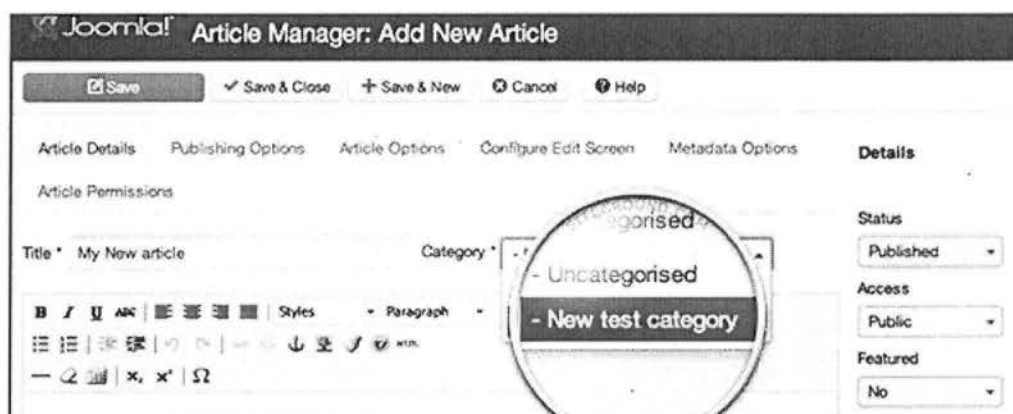 Joomla! Article Manager: Add New Article
Save Save & Close Save & New Cancel Help
Article Details Publishing Options Article Options Configure Edit Screen Metadata Options
Article Permissions
Details
Status
Published
Access
Public
Featured
No
Title * My New article
Category *
- Uncategorised
- New test category
B I U ABC Styles Paragraph
HTML
Ω